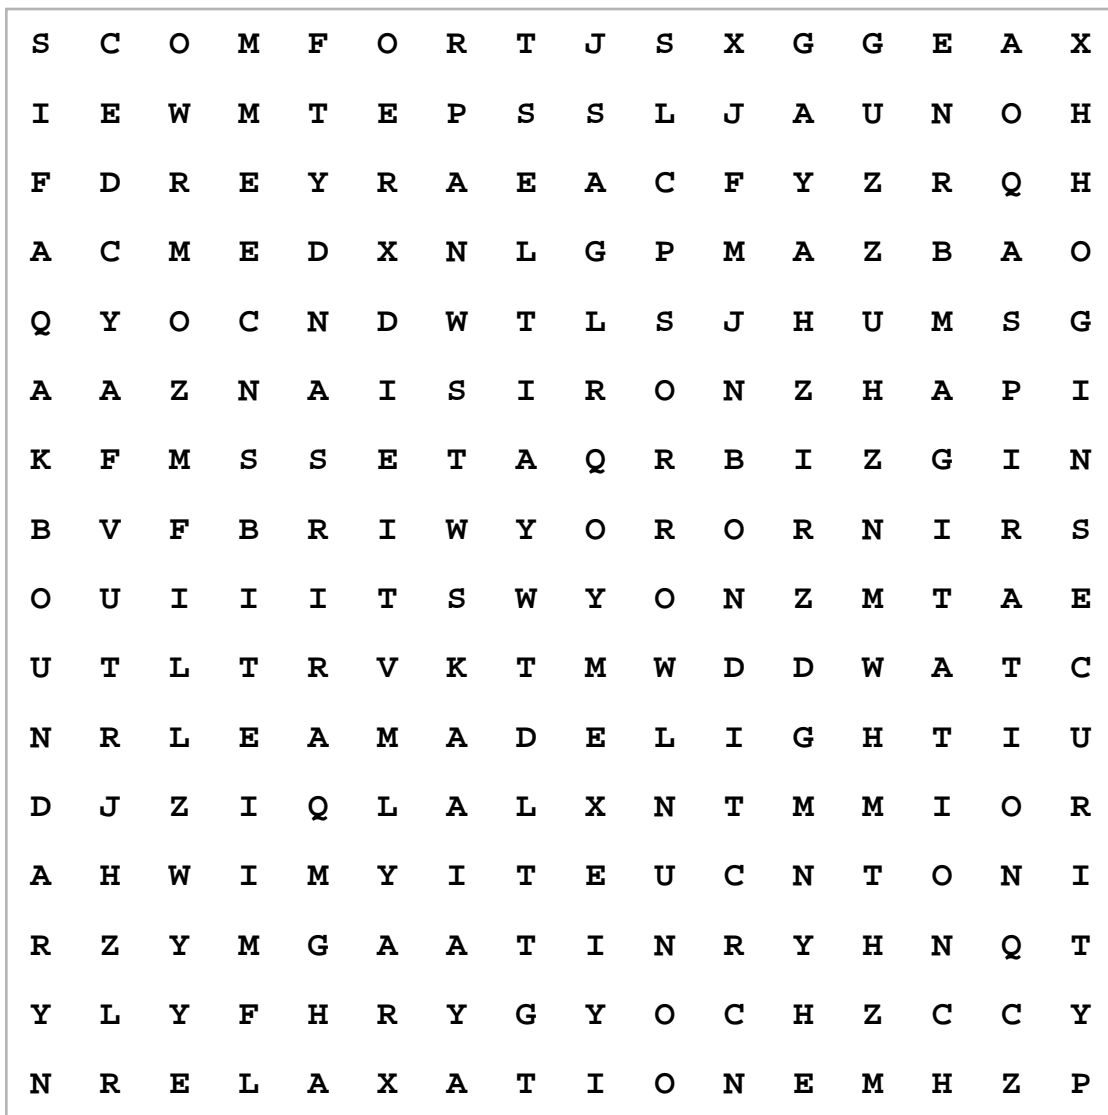 S C O M F O R T J S X G G E A X
I E W M T E P S S L J A U N O H
F D R E Y R A E A C F Y Z R Q H
A C M E D X N L G P M A Z B A O
Q Y O C N D W T L S J H U M S G
A A Z N A I S I R O N Z H A P I
K F M S S E T A Q R B I Z G I N
B V F B R I W Y O R O R N I R S
O U I I I T S W Y O N Z M T A E
U T L T R V K T M W D D W A T C
N R L E A M A D E L I G H T I U
D J Z I Q L A L X N T M M I O R
A H W I M Y I T E U C N T O N I
R Z Y M G A A T I N R Y H N Q T
Y L Y F H R Y G Y O C H Z C C Y
N R E L A X A T I O N E M H Z P